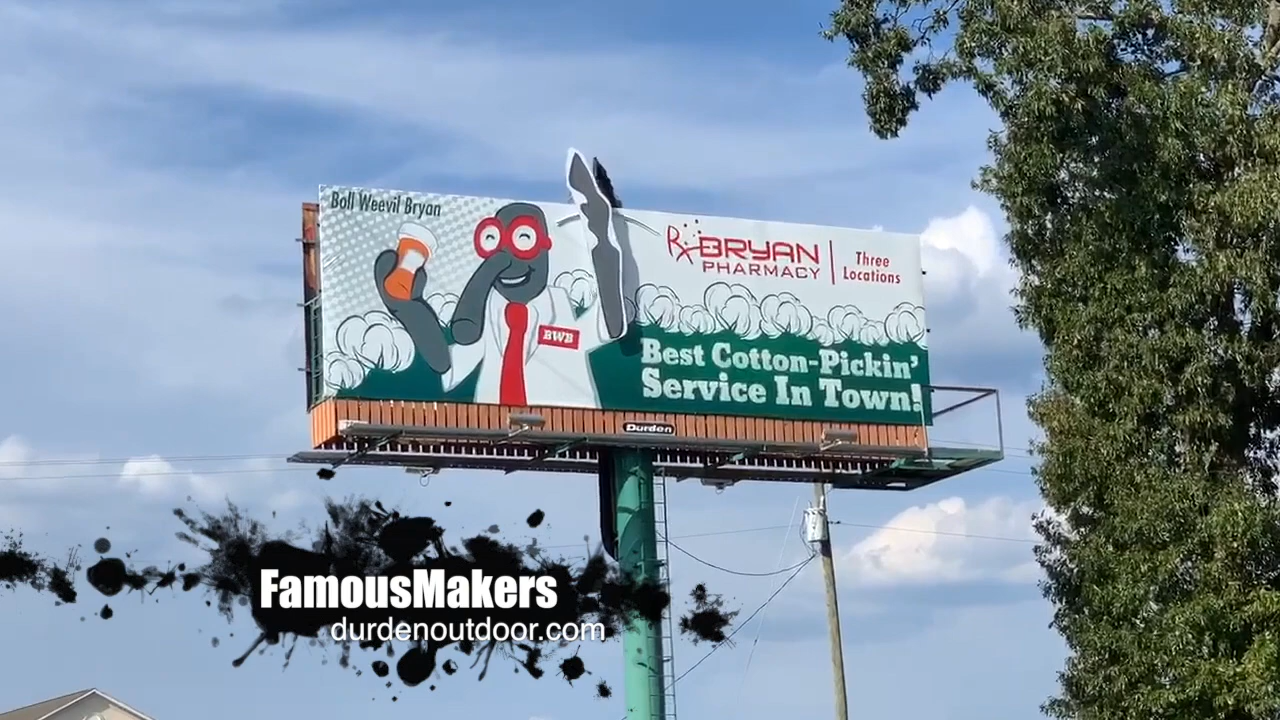 Boll Weevil Bryan
Rx BRYAN
PHARMACY
Three
Locations
BWB
Best Cotton-Pickin'
Service In Town!
Durden
FamousMakers
durdenoutdoor.com